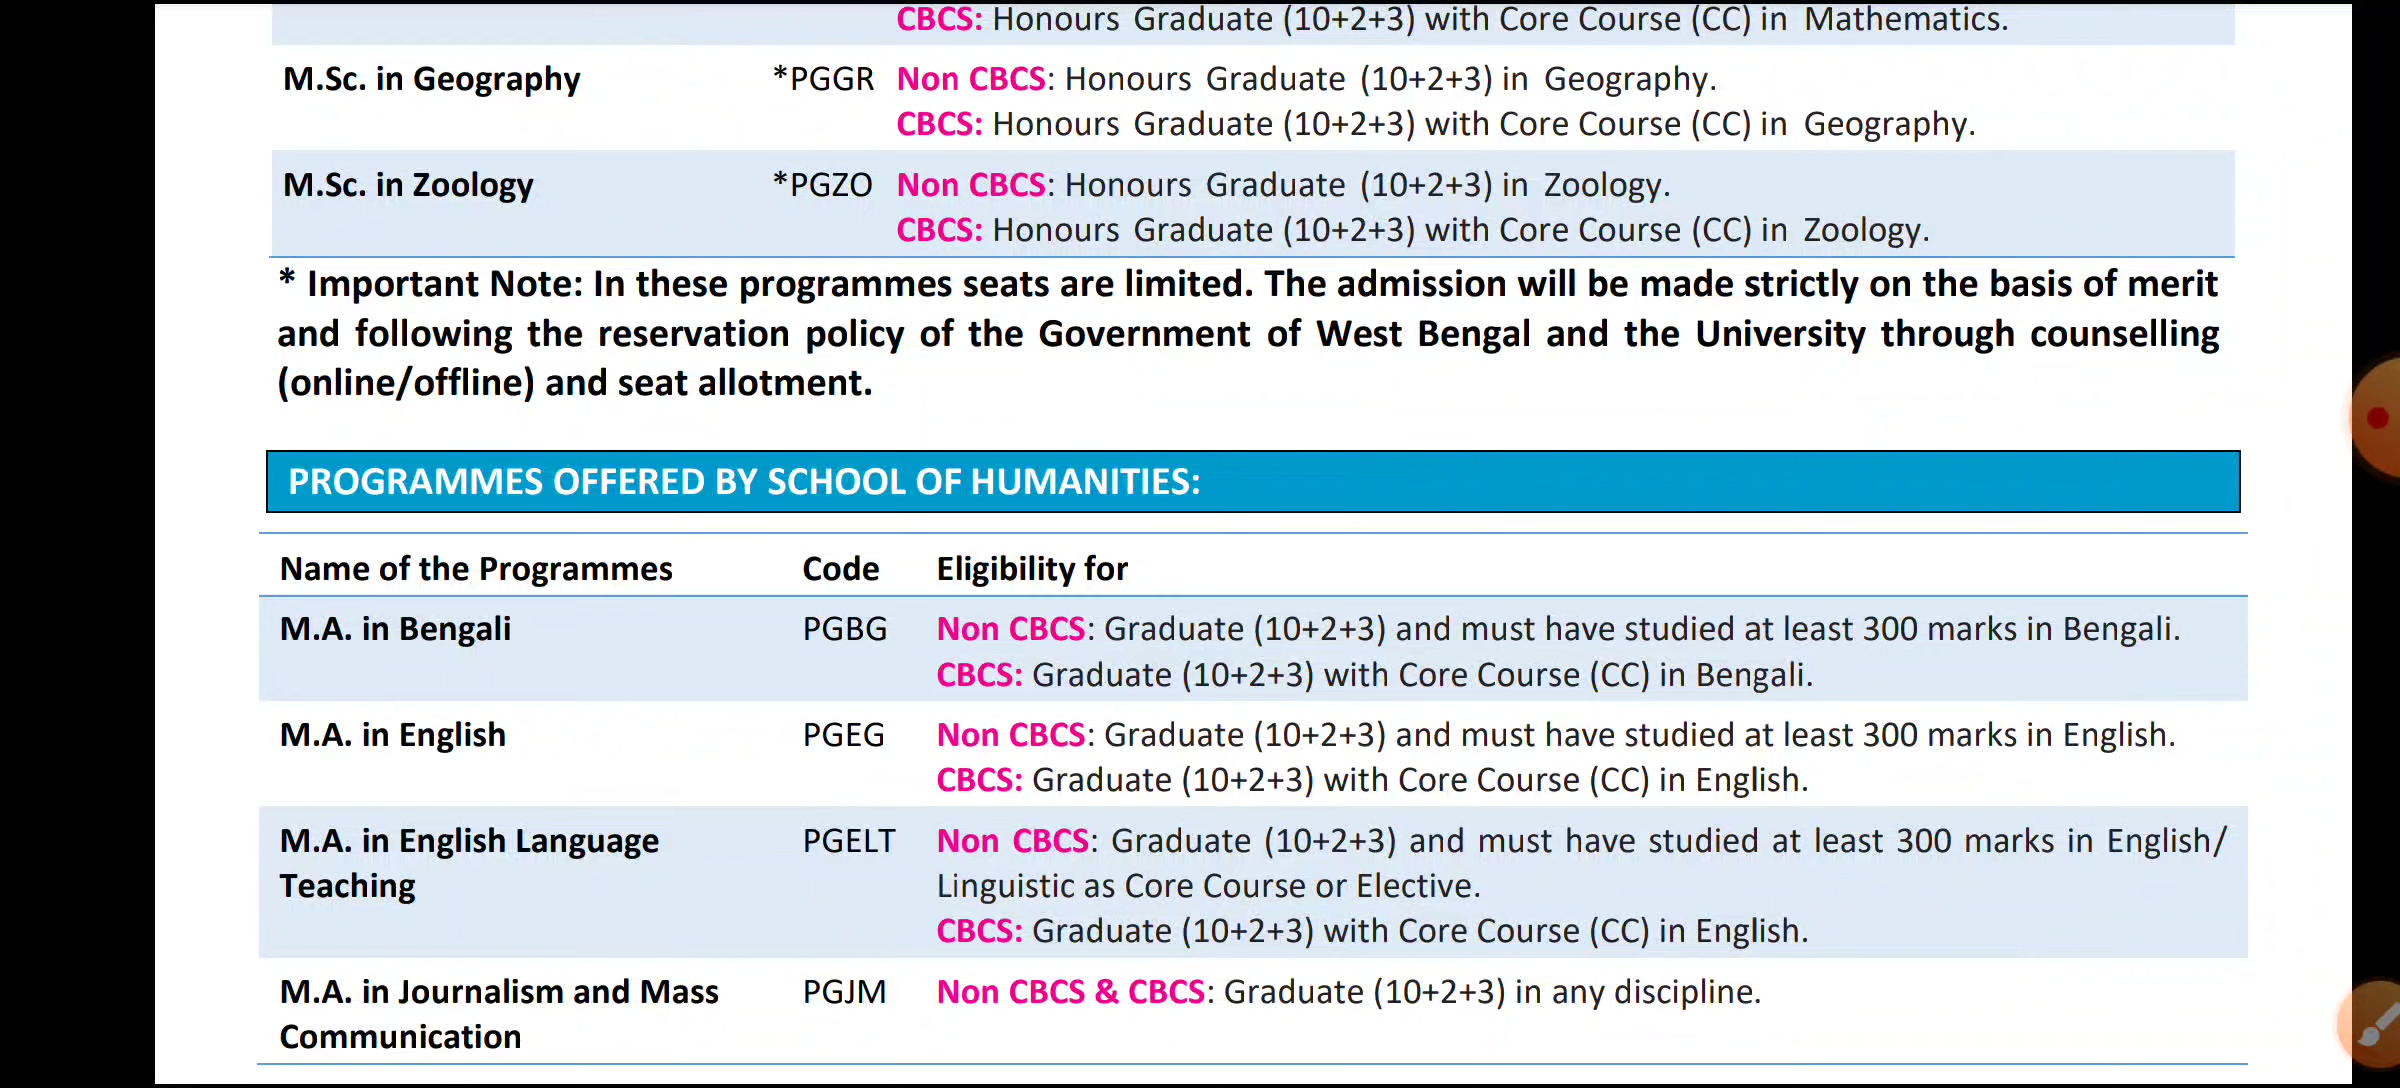 CBCS: Honours Graduate (10+2+3) with Core Course (CC) in Mathematics.
M.Sc. in Geography *PGGR Non CBCS: Honours Graduate (10+2+3) in Geography.
CBCS: Honours Graduate (10+2+3) with Core Course (CC) in Geography.
M.Sc. in Zoology *PGZO Non CBCS: Honours Graduate (10+2+3) in Zoology.
CBCS: Honours Graduate (10+2+3) with Core Course (CC) in Zoology.
* Important Note: In these programmes seats are limited. The admission will be made strictly on the basis of merit
and following the reservation policy of the Government of West Bengal and the University through counselling
(online/offline) and seat allotment.
PROGRAMMES OFFERED BY SCHOOL OF HUMANITIES:
Name of the Programmes Code Eligibility for
M.A. in Bengali PGBG Non CBCS: Graduate (10+2+3) and must have studied at least 300 marks in Bengali.
CBCS: Graduate (10+2+3) with Core Course (CC) in Bengali.
M.A. in English PGEG Non CBCS: Graduate (10+2+3) and must have studied at least 300 marks in English.
CBCS: Graduate (10+2+3) with Core Course (CC) in English.
M.A. in English Language PGELT Non CBCS: Graduate (10+2+3) and must have studied at least 300 marks in English/
Teaching Linguistic as Core Course or Elective.
CBCS: Graduate (10+2+3) with Core Course (CC) in English.
M.A. in Journalism and Mass PGJM Non CBCS & CBCS: Graduate (10+2+3) in any discipline.
Communication